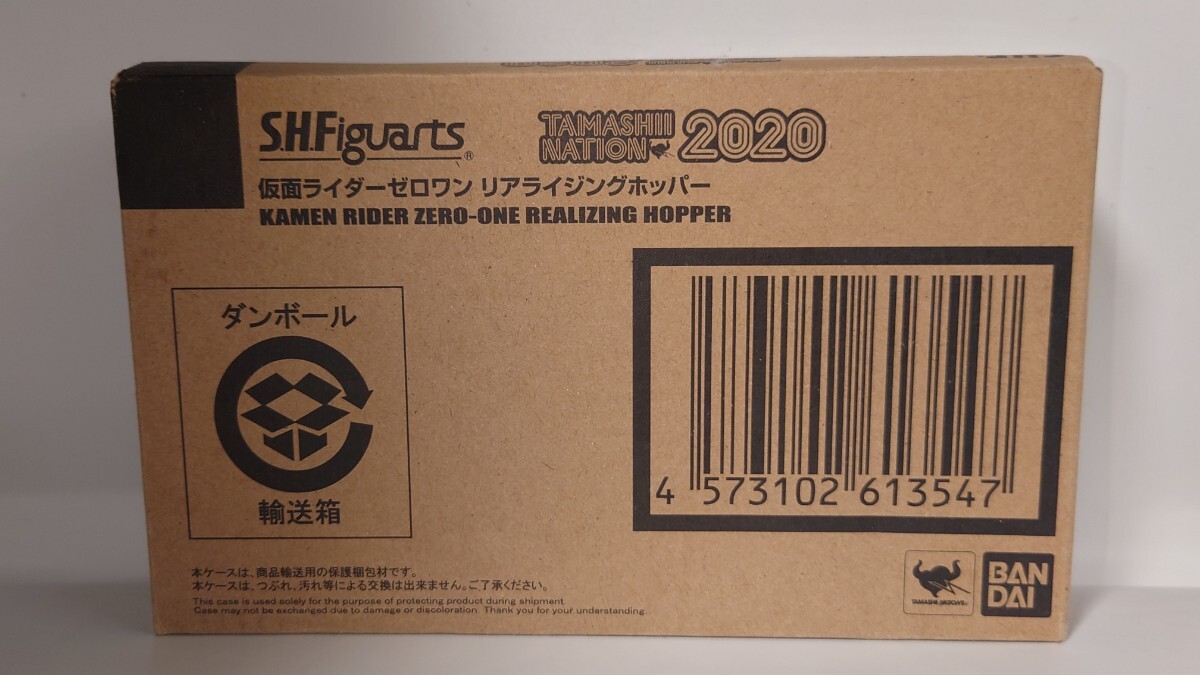 S.H.Figuarts®
TAMASHII NATION 2020
仮面ライダーゼロワン リアライジングホッパー
KAMEN RIDER ZERO-ONE REALIZING HOPPER
ダンボール
輸送箱
4 573102 613547
本ケースは、商品輸送用の保護梱包材です。
本ケースは、つぶれ、汚れ等による交換は出来ません。ご了承ください。
This case is used solely for the purpose of protecting product during shipment.
Case may not be exchanged due to damage or discoloration. Thank you for your understanding.
TAMASHII NATIONS
BAN
DAI